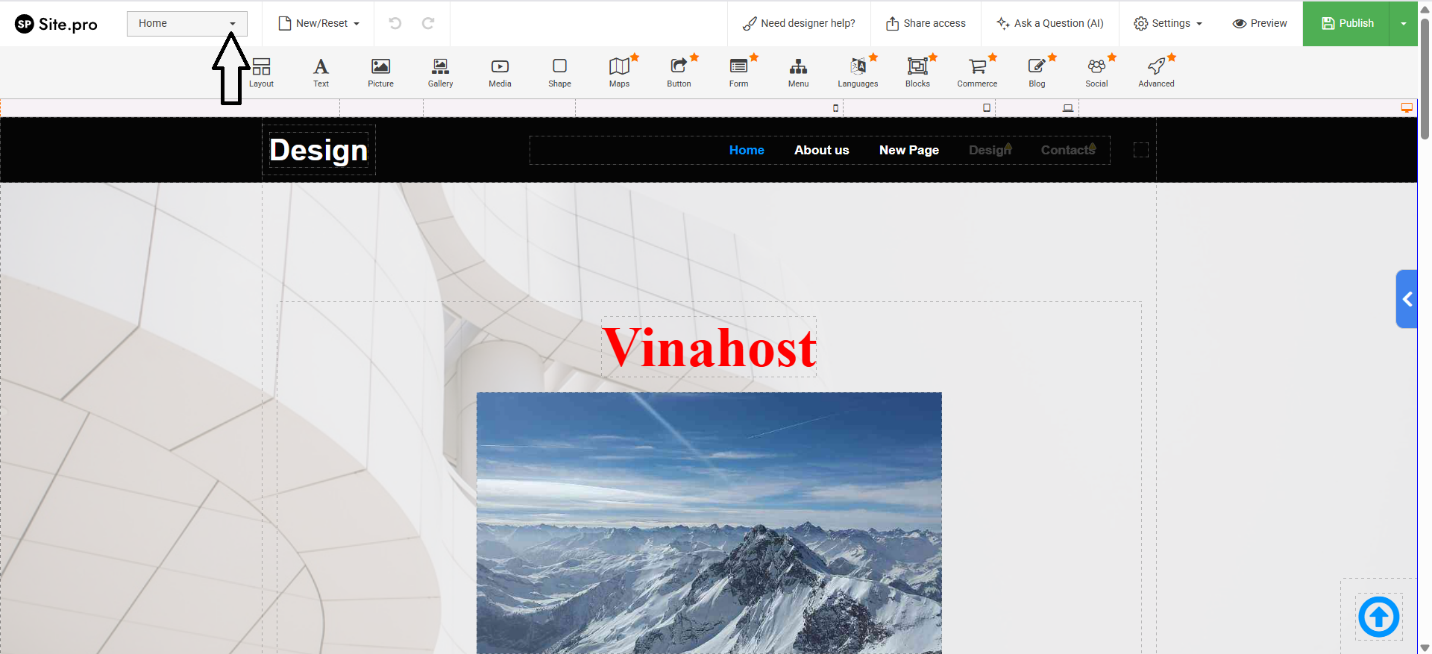 SP Site.pro
Home
New/Reset
Need designer help?
Share access
Ask a Question (AI)
Settings
Preview
Publish
Layout
Text
Picture
Gallery
Media
Shape
Maps
Button
Form
Menu
Languages
Blocks
Commerce
Blog
Social
Advanced
Design
Home
About us
New Page
Design
Contacts
Vinahost